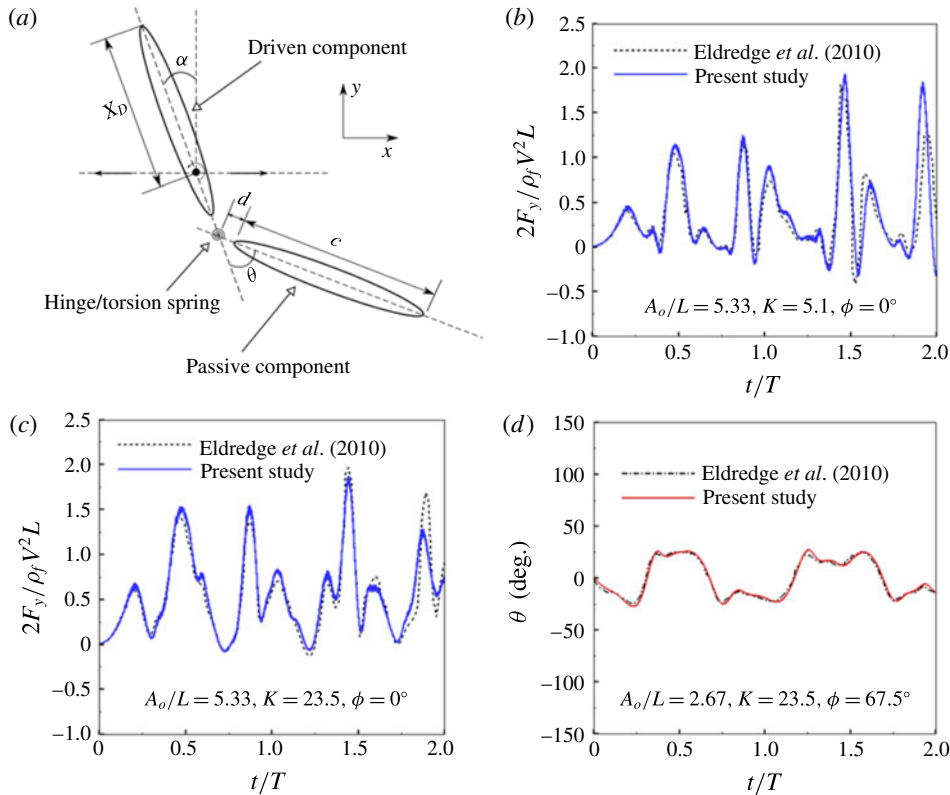 (a)
Driven component
α
X_D
y
x
d
c
θ
Hinge/torsion spring
Passive component
(b)
2.5
2.0
1.5
1.0
0.5
0
−0.5
−1.0
2F_y/ρ_f V²L
Eldredge et al. (2010)
Present study
A_o/L = 5.33, K = 5.1, ϕ = 0°
0 0.5 1.0 1.5 2.0
t/T
(c)
2.5
2.0
1.5
1.0
0.5
0
−0.5
−1.0
2F_y/ρ_f V²L
Eldredge et al. (2010)
Present study
A_o/L = 5.33, K = 23.5, ϕ = 0°
0 0.5 1.0 1.5 2.0
t/T
(d)
150
100
50
0
−50
−100
−150
θ (deg.)
Eldredge et al. (2010)
Present study
A_o/L = 2.67, K = 23.5, ϕ = 67.5°
0 0.5 1.0 1.5 2.0
t/T